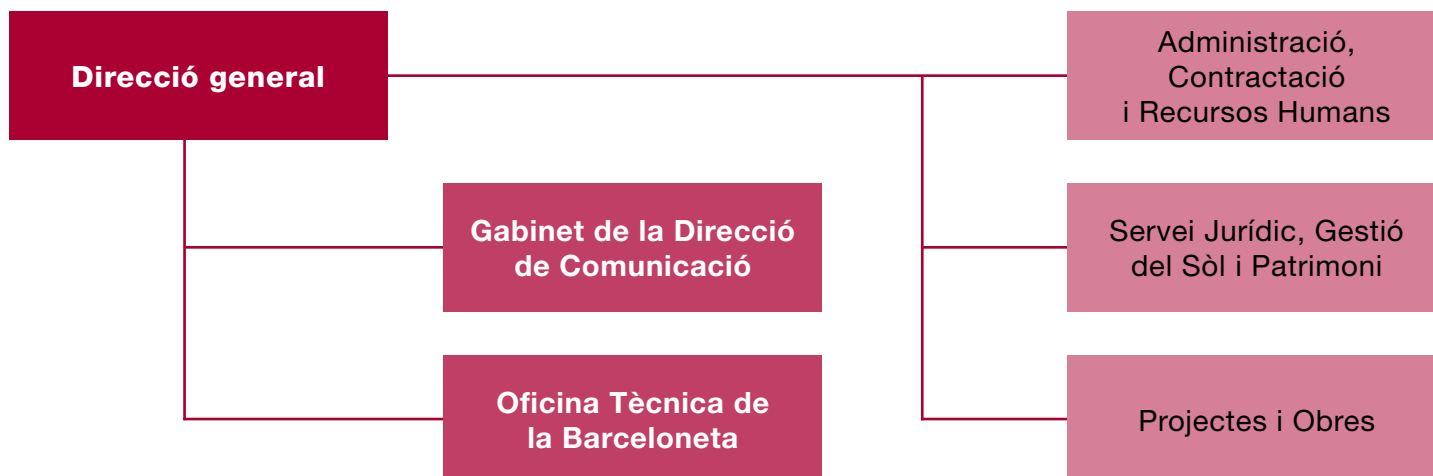 Direcció general
Administració,
Contractació
i Recursos Humans
Gabinet de la Direcció
de Comunicació
Servei Jurídic, Gestió
del Sòl i Patrimoni
Oficina Tècnica de
la Barceloneta
Projectes i Obres